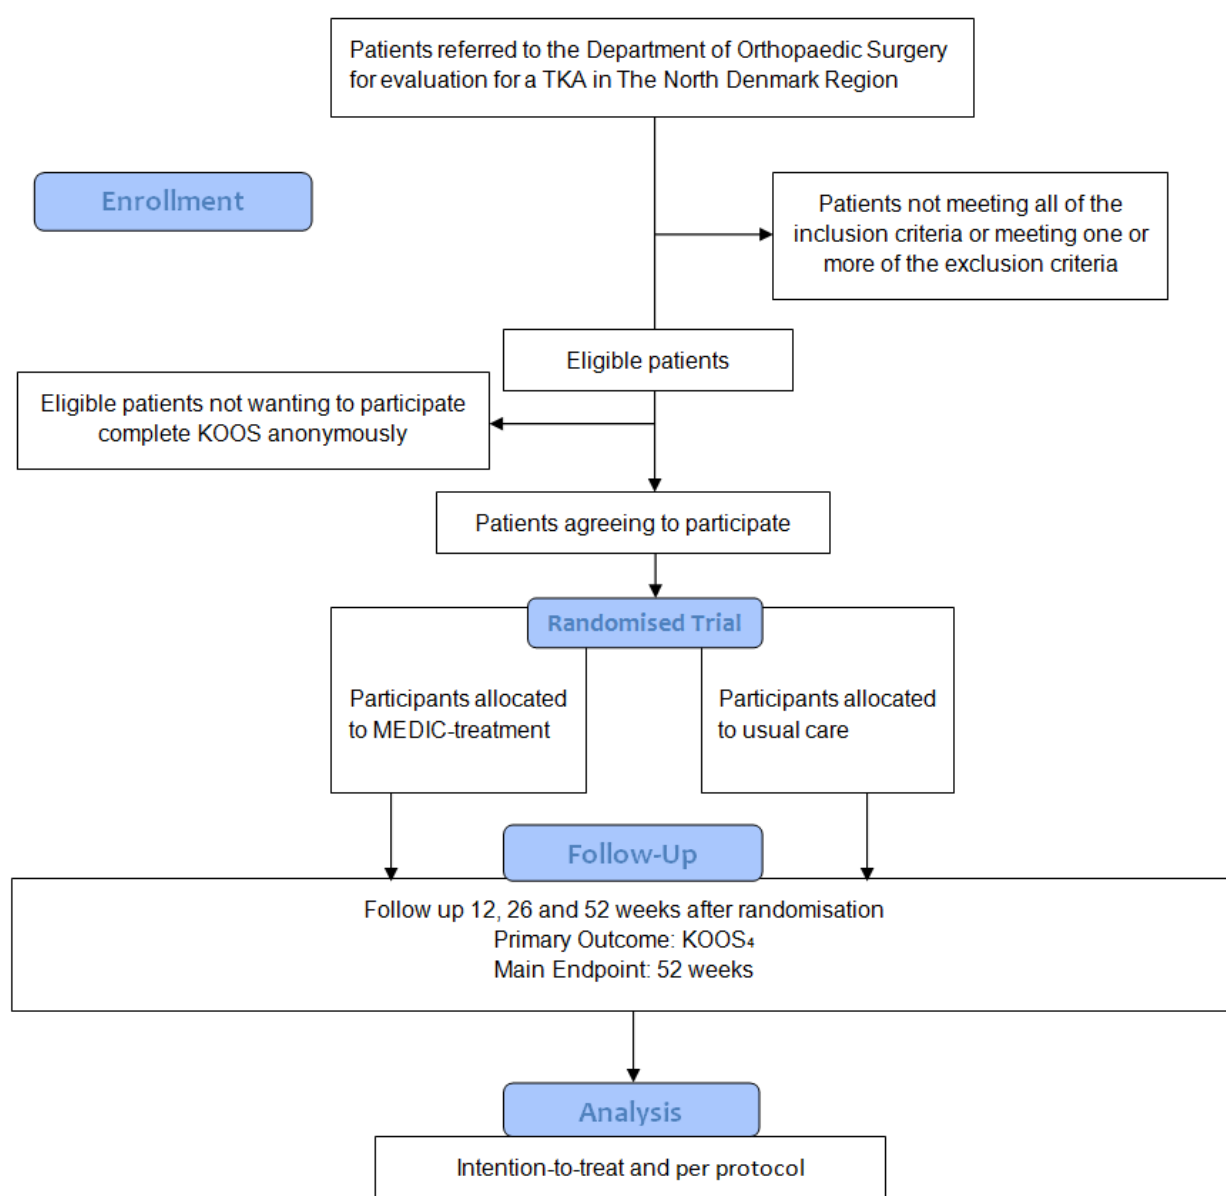 Patients referred to the Department of Orthopaedic Surgery
for evaluation for a TKA in The North Denmark Region
Enrollment
Patients not meeting all of the
inclusion criteria or meeting one or
more of the exclusion criteria
Eligible patients
Eligible patients not wanting to participate
complete KOOS anonymously
Patients agreeing to participate
Randomised Trial
Participants allocated
to MEDIC-treatment
Participants allocated
to usual care
Follow-Up
Follow up 12, 26 and 52 weeks after randomisation
Primary Outcome: KOOS₄
Main Endpoint: 52 weeks
Analysis
Intention-to-treat and per protocol